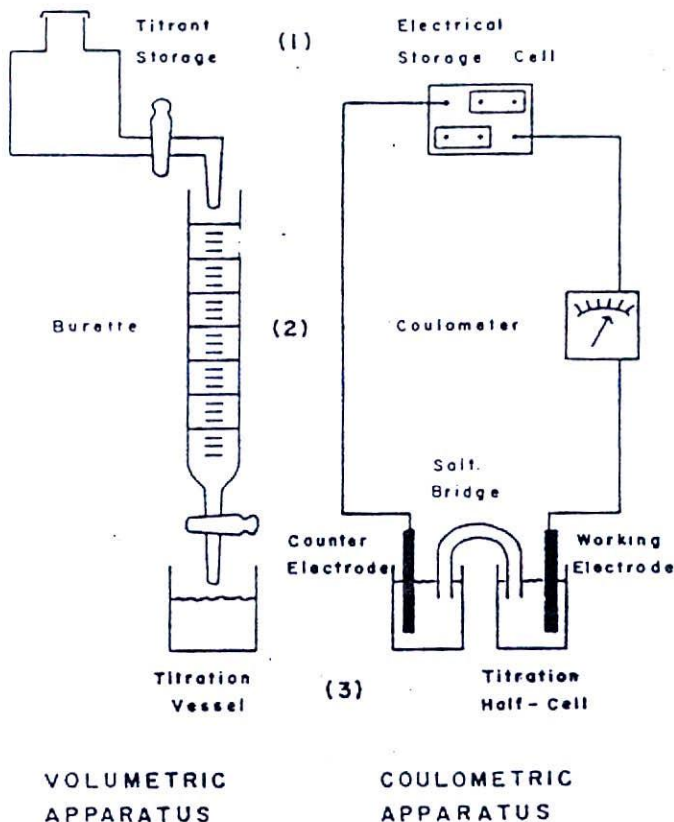 Titrant
Storage
(1)
Electrical
Storage Cell
Burette
(2)
Coulometer
Salt.
Bridge
Counter
Electrode
Working
Electrode
Titration
Vessel
(3)
Titration
Half-Cell
VOLUMETRIC
APPARATUS
COULOMETRIC
APPARATUS